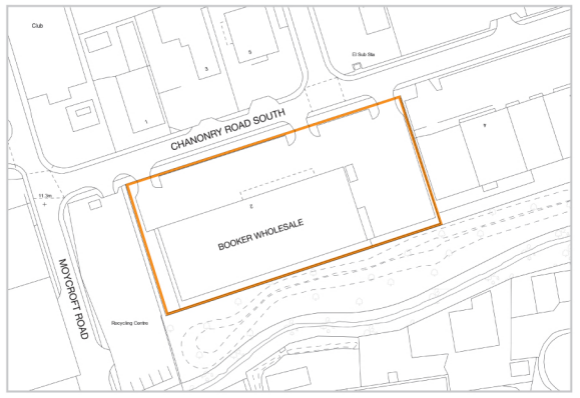 Club
5
El Sub Sta
3
1
CHANONRY ROAD SOUTH
4
11.3m
2
BOOKER WHOLESALE
MOYCROFT ROAD
Recycling Centre